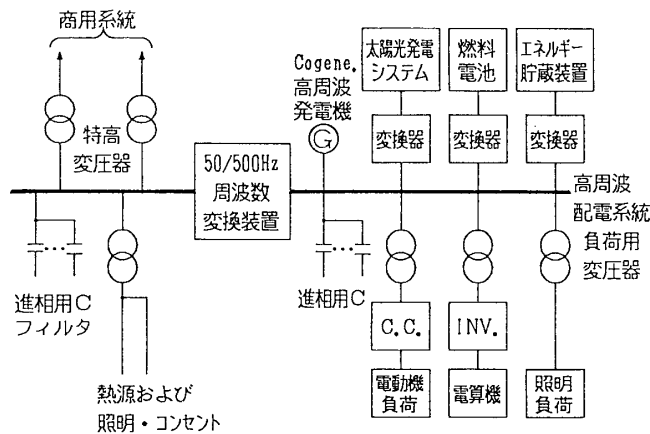 商用系統
特高
変圧器
50/500Hz
周波数
変換装置
Cogene.
高周波
発電機
G
太陽光発電
システム
燃料
電池
エネルギー
貯蔵装置
変換器
変換器
変換器
高周波
配電系統
負荷用
変圧器
進相用C
フィルタ
進相用C
熱源および
照明・コンセント
C.C.
INV.
電動機
負荷
電算機
照明
負荷